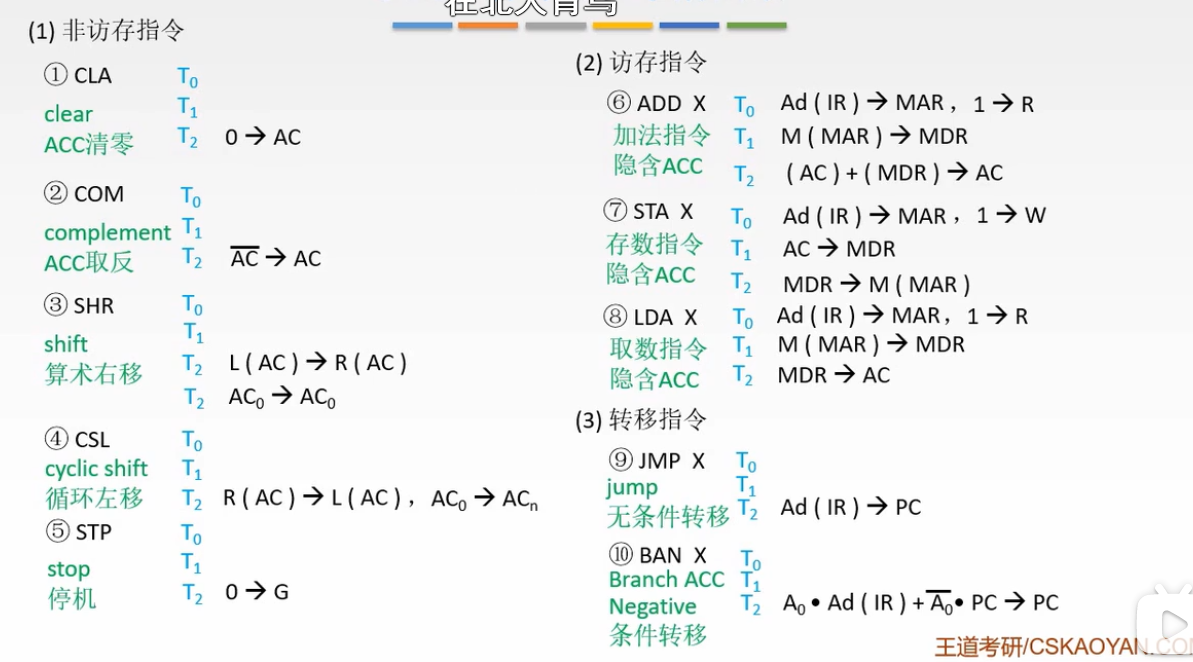 (1) 非访存指令
① CLA T₀
clear T₁
ACC清零 T₂ 0 → AC
② COM T₀
complement T₁
ACC取反 T₂ A̅C̅ → AC
③ SHR T₀
shift T₁
算术右移 T₂ L ( AC ) → R ( AC )
T₂ AC₀ → AC₀
④ CSL T₀
cyclic shift T₁
循环左移 T₂ R ( AC ) → L ( AC ) ， AC₀ → ACₙ
⑤ STP T₀
stop T₁
停机 T₂ 0 → G
(2) 访存指令
⑥ ADD X T₀ Ad ( IR ) → MAR ， 1 → R
加法指令 T₁ M ( MAR ) → MDR
隐含ACC T₂ ( AC ) + ( MDR ) → AC
⑦ STA X T₀ Ad ( IR ) → MAR ， 1 → W
存数指令 T₁ AC → MDR
隐含ACC T₂ MDR → M ( MAR )
⑧ LDA X T₀ Ad ( IR ) → MAR， 1 → R
取数指令 T₁ M ( MAR ) → MDR
隐含ACC T₂ MDR → AC
(3) 转移指令
⑨ JMP X T₀
jump T₁
无条件转移 T₂ Ad ( IR ) → PC
⑩ BAN X T₀
Branch ACC T₁
Negative T₂ A₀ • Ad ( IR ) + A̅₀ • PC → PC
条件转移
王道考研/CSKAOYAN.CO